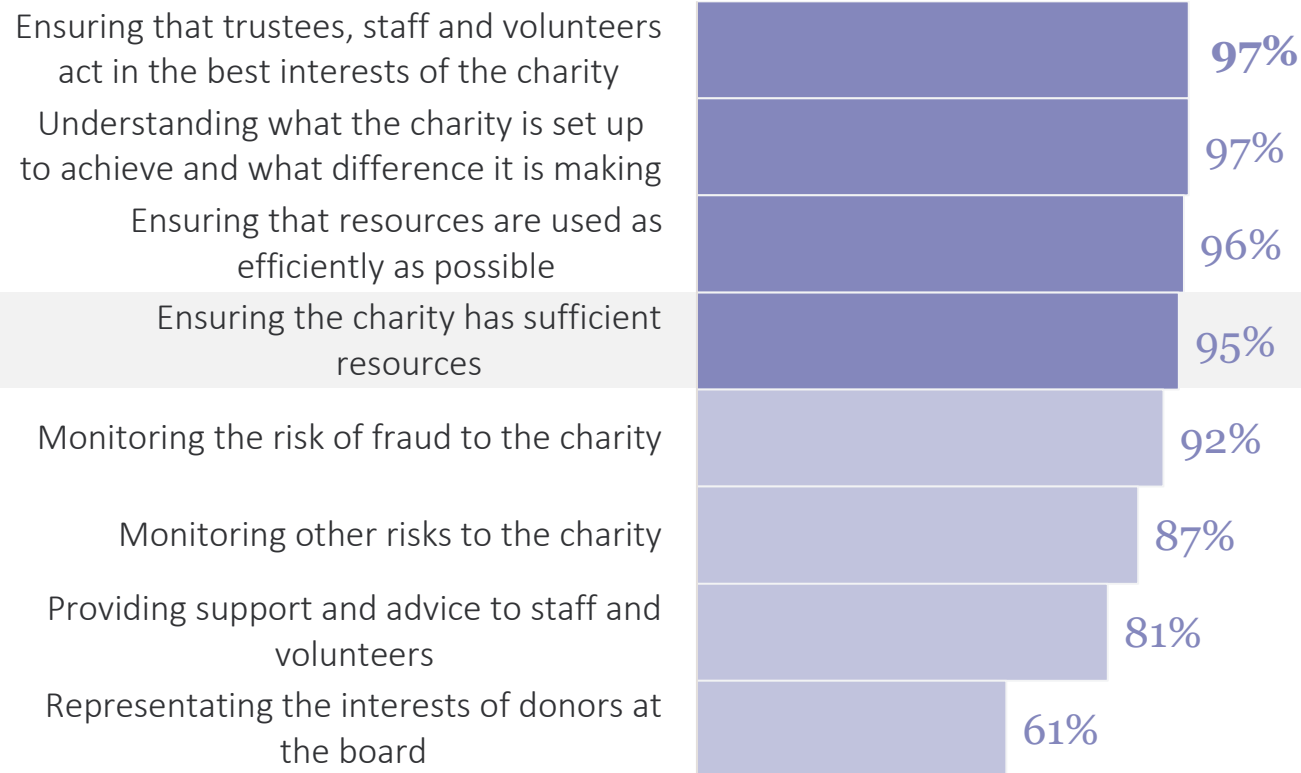 Ensuring that trustees, staff and volunteers
act in the best interests of the charity
97%
Understanding what the charity is set up
to achieve and what difference it is making
97%
Ensuring that resources are used as
efficiently as possible
96%
Ensuring the charity has sufficient
resources
95%
Monitoring the risk of fraud to the charity
92%
Monitoring other risks to the charity
87%
Providing support and advice to staff and
volunteers
81%
Representating the interests of donors at
the board
61%